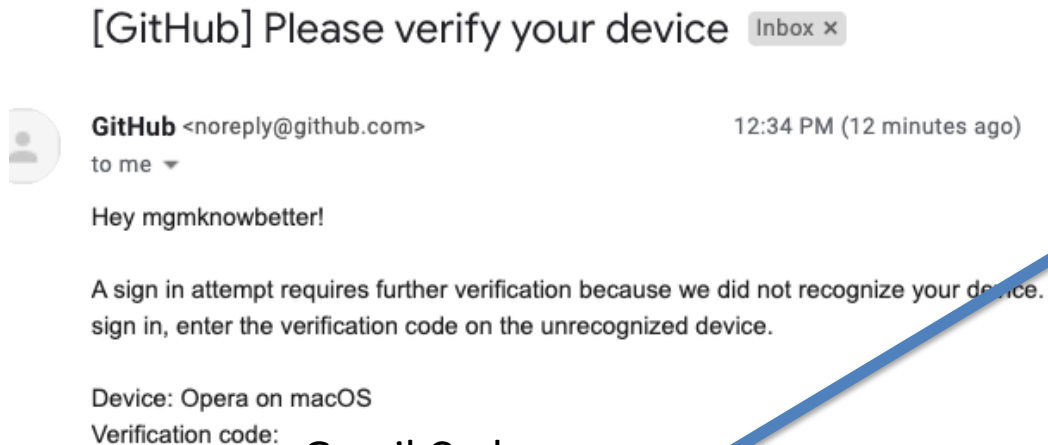 [GitHub] Please verify your device Inbox ×
GitHub <noreply@github.com> 12:34 PM (12 minutes ago)
to me
Hey mgmknowbetter!
A sign in attempt requires further verification because we did not recognize your device.
sign in, enter the verification code on the unrecognized device.
Device: Opera on macOS
Verification code: